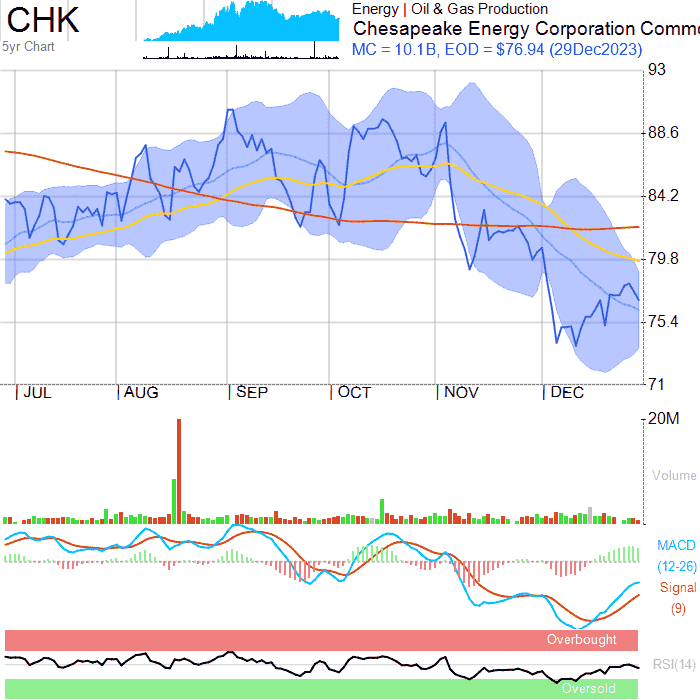 CHK
5yr Chart
Energy | Oil & Gas Production
Chesapeake Energy Corporation Commo
MC = 10.1B, EOD = $76.94 (29Dec2023)
93
88.6
84.2
79.8
75.4
71
JUL AUG SEP OCT NOV DEC
20M
Volume
MACD
(12-26)
Signal
(9)
Overbought
RSI(14)
Oversold